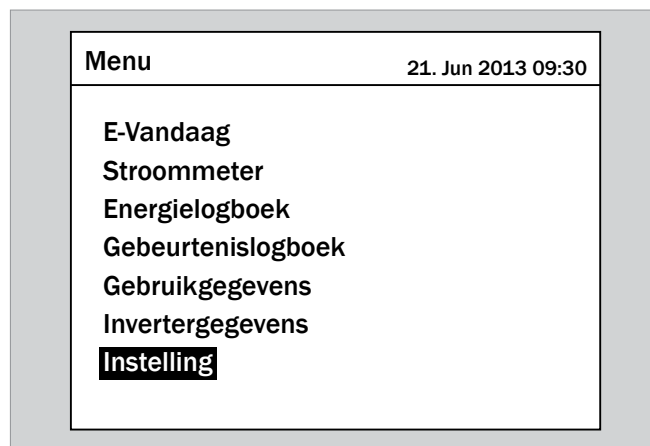 Menu
21. Jun 2013 09:30
E-Vandaag
Stroommeter
Energielogboek
Gebeurtenislogboek
Gebruikgegevens
Invertergegevens
Instelling